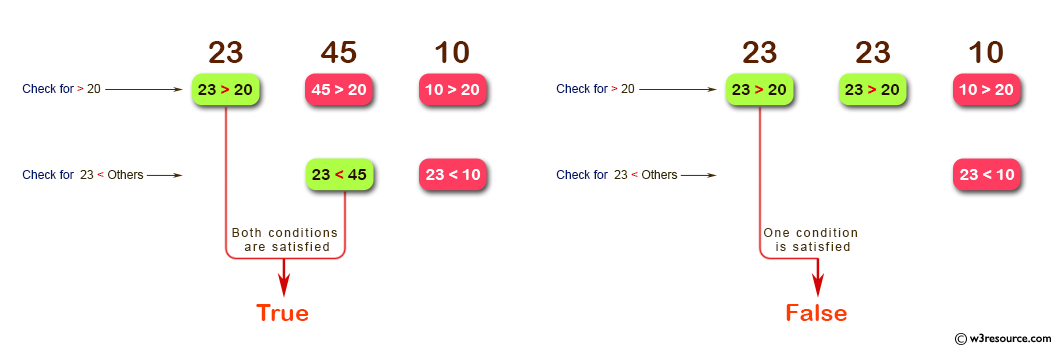 23 45 10
Check for > 20 23 > 20 45 > 20 10 > 20
Check for 23 < Others 23 < 45 23 < 10
Both conditions
are satisfied
True
23 23 10
Check for > 20 23 > 20 23 > 20 10 > 20
Check for 23 < Others 23 < 10
One condition
is satisfied
False
© w3resource.com